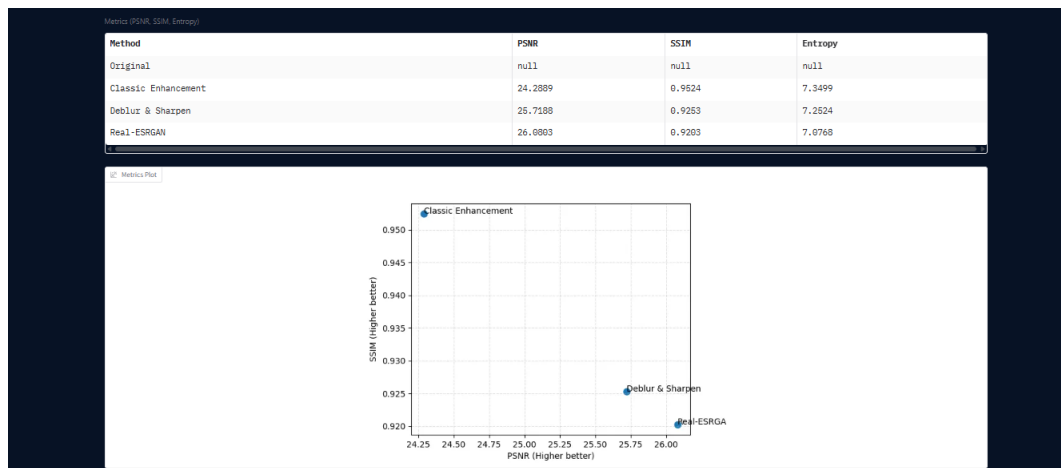 Metrics (PSNR, SSIM, Entropy)
Method PSNR SSIM Entropy
Original null null null
Classic Enhancement 24.2889 0.9524 7.3499
Deblur & Sharpen 25.7188 0.9253 7.2524
Real-ESRGAN 26.0803 0.9203 7.0768
Metrics Plot
Classic Enhancement
0.950
0.945
0.940
0.935
0.930
0.925
0.920
SSIM (Higher better)
Deblur & Sharpen
Real-ESRGA
24.25 24.50 24.75 25.00 25.25 25.50 25.75 26.00
PSNR (Higher better)